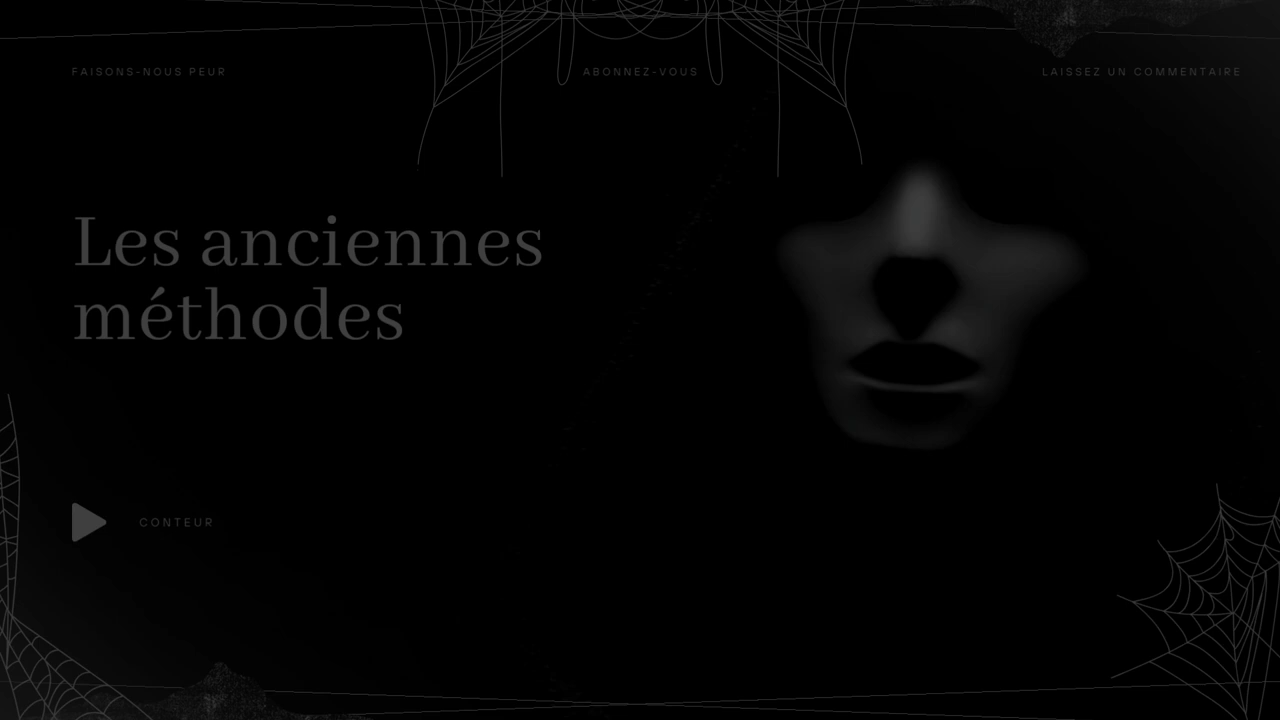 FAISONS-NOUS PEUR
ABONNEZ-VOUS
LAISSEZ UN COMMENTAIRE
Les anciennes
méthodes
CONTEUR